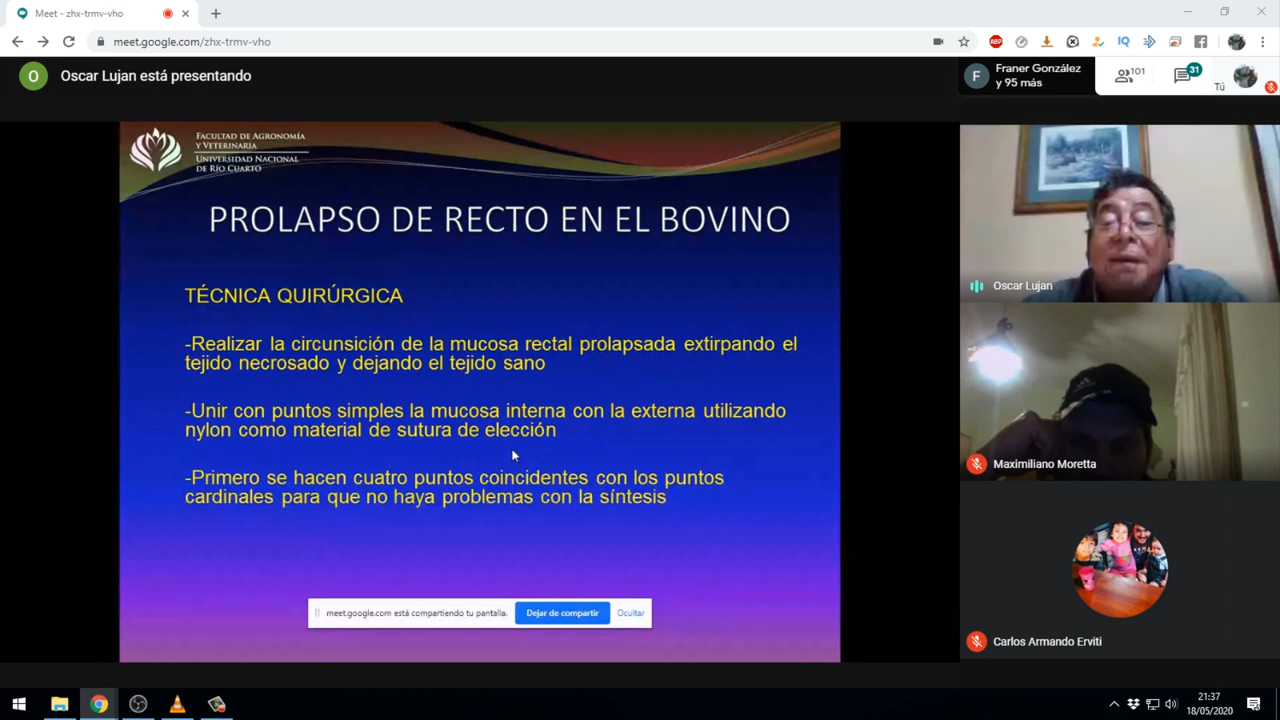 Meet - zhx-trmv-vho
meet.google.com/zhx-trmv-vho
ABP
IQ
O
Oscar Lujan está presentando
F
Franer González
y 95 más
101
31
Tú
FACULTAD DE AGRONOMÍA
Y VETERINARIA
UNIVERSIDAD NACIONAL
DE RÍO CUARTO
PROLAPSO DE RECTO EN EL BOVINO
TÉCNICA QUIRÚRGICA
-Realizar la circunsición de la mucosa rectal prolapsada extirpando el
tejido necrosado y dejando el tejido sano
-Unir con puntos simples la mucosa interna con la externa utilizando
nylon como material de sutura de elección
-Primero se hacen cuatro puntos coincidentes con los puntos
cardinales para que no haya problemas con la síntesis
meet.google.com está compartiendo tu pantalla.
Dejar de compartir
Ocultar
Oscar Lujan
Maximiliano Moretta
Carlos Armando Erviti
21:37
18/05/2020